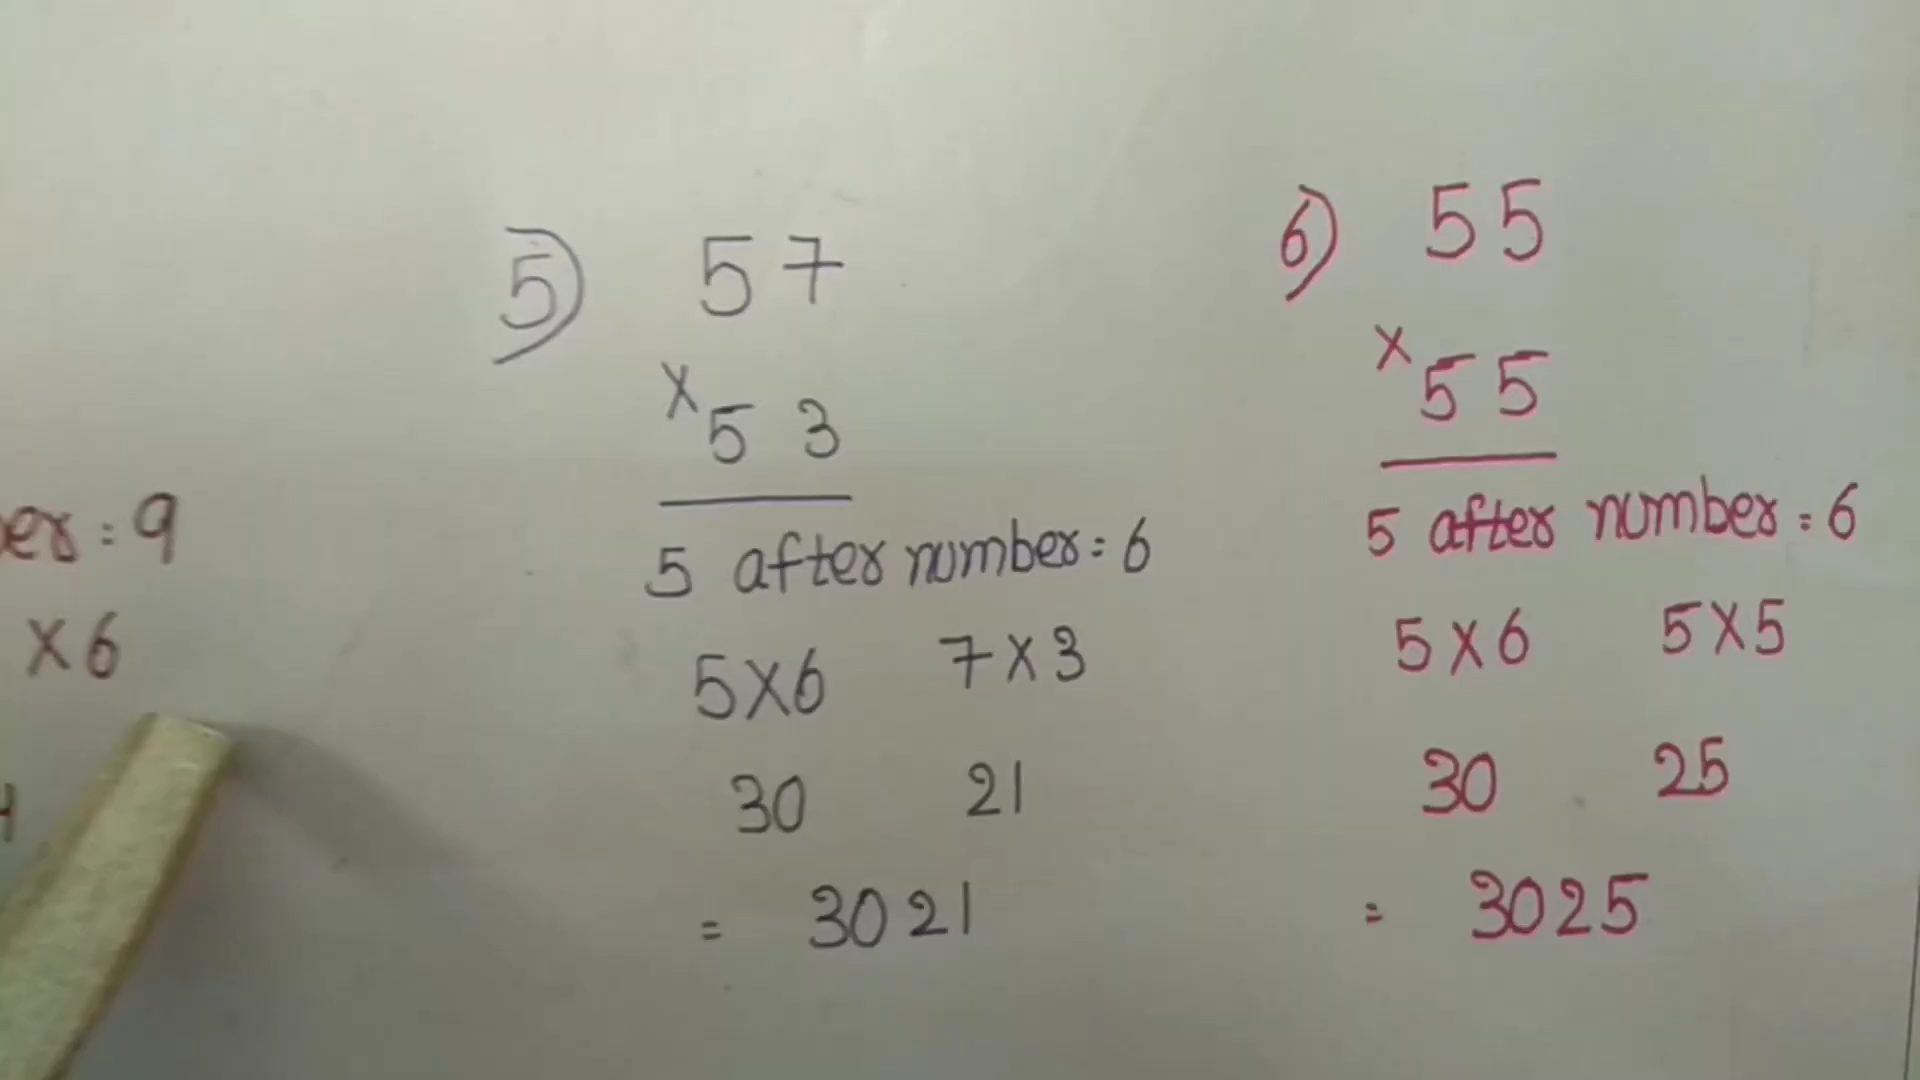 er : 9
x 6
5) 57
x 53
5 after number = 6
5x6 7x3
30 21
= 3021
6) 55
x 55
5 after number = 6
5x6 5x5
30 25
= 3025